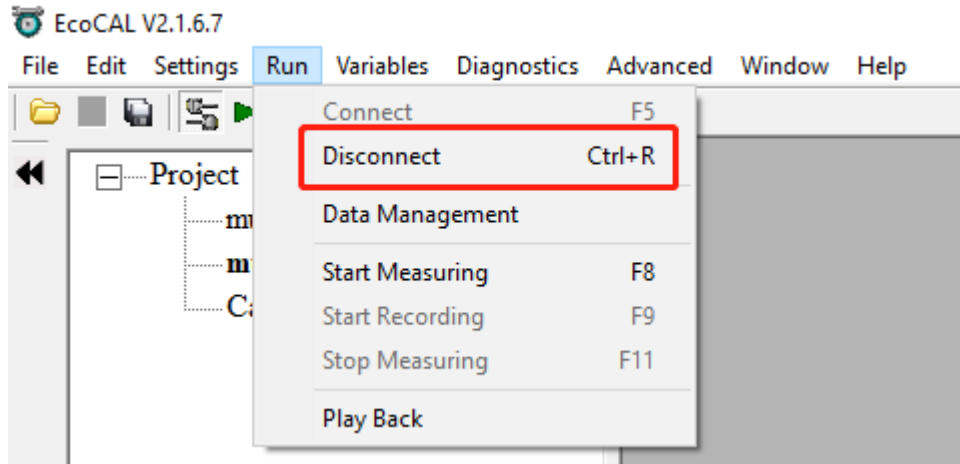 EcoCAL V2.1.6.7
File Edit Settings Run Variables Diagnostics Advanced Window Help
Connect F5
Disconnect Ctrl+R
Project
Data Management
Start Measuring F8
Start Recording F9
Stop Measuring F11
Play Back